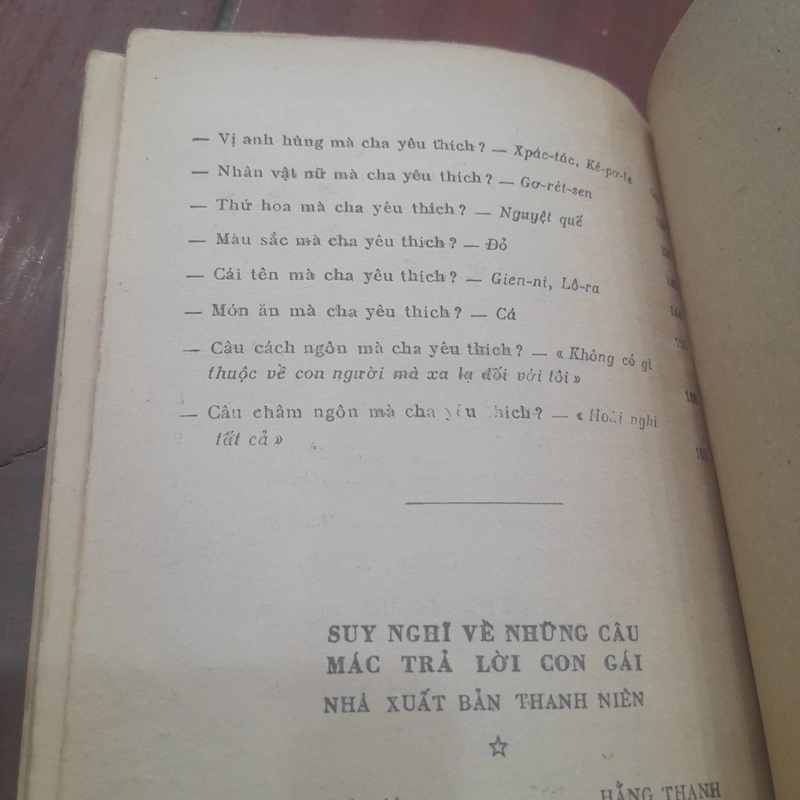 — Vị anh hùng mà cha yêu thích? — Xpác-tác, Kê-pơ-le
— Nhân vật nữ mà cha yêu thích? — Gơ-rét-sen
— Thứ hoa mà cha yêu thích? — Nguyệt quế
— Màu sắc mà cha yêu thích? — Đỏ
— Cái tên mà cha yêu thích? — Gien-ni, Lô-ra
— Món ăn mà cha yêu thích? — Cá
— Câu cách ngôn mà cha yêu thích? — « Không có gì
thuộc về con người mà xa lạ đối với tôi »
— Câu châm ngôn mà cha yêu thích? — « Hoài nghi
tất cả »
SUY NGHĨ VỀ NHỮNG CÂU
MÁC TRẢ LỜI CON GÁI
NHÀ XUẤT BẢN THANH NIÊN
HẰNG THANH